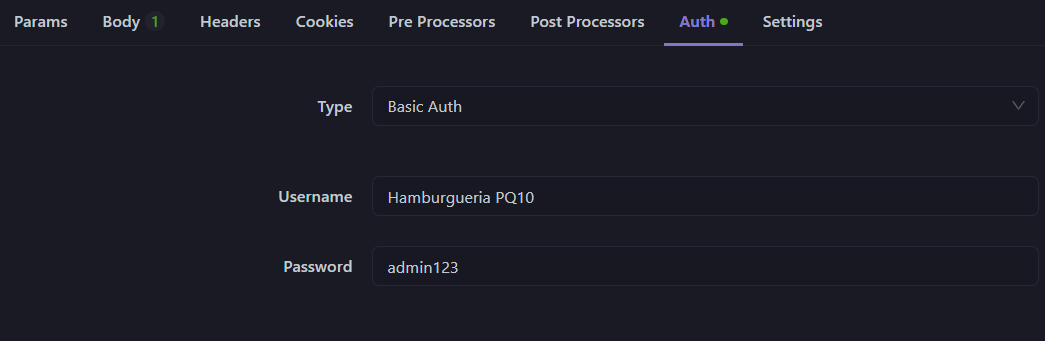 Params Body 1 Headers Cookies Pre Processors Post Processors Auth Settings
Type Basic Auth
Username Hamburgueria PQ10
Password admin123